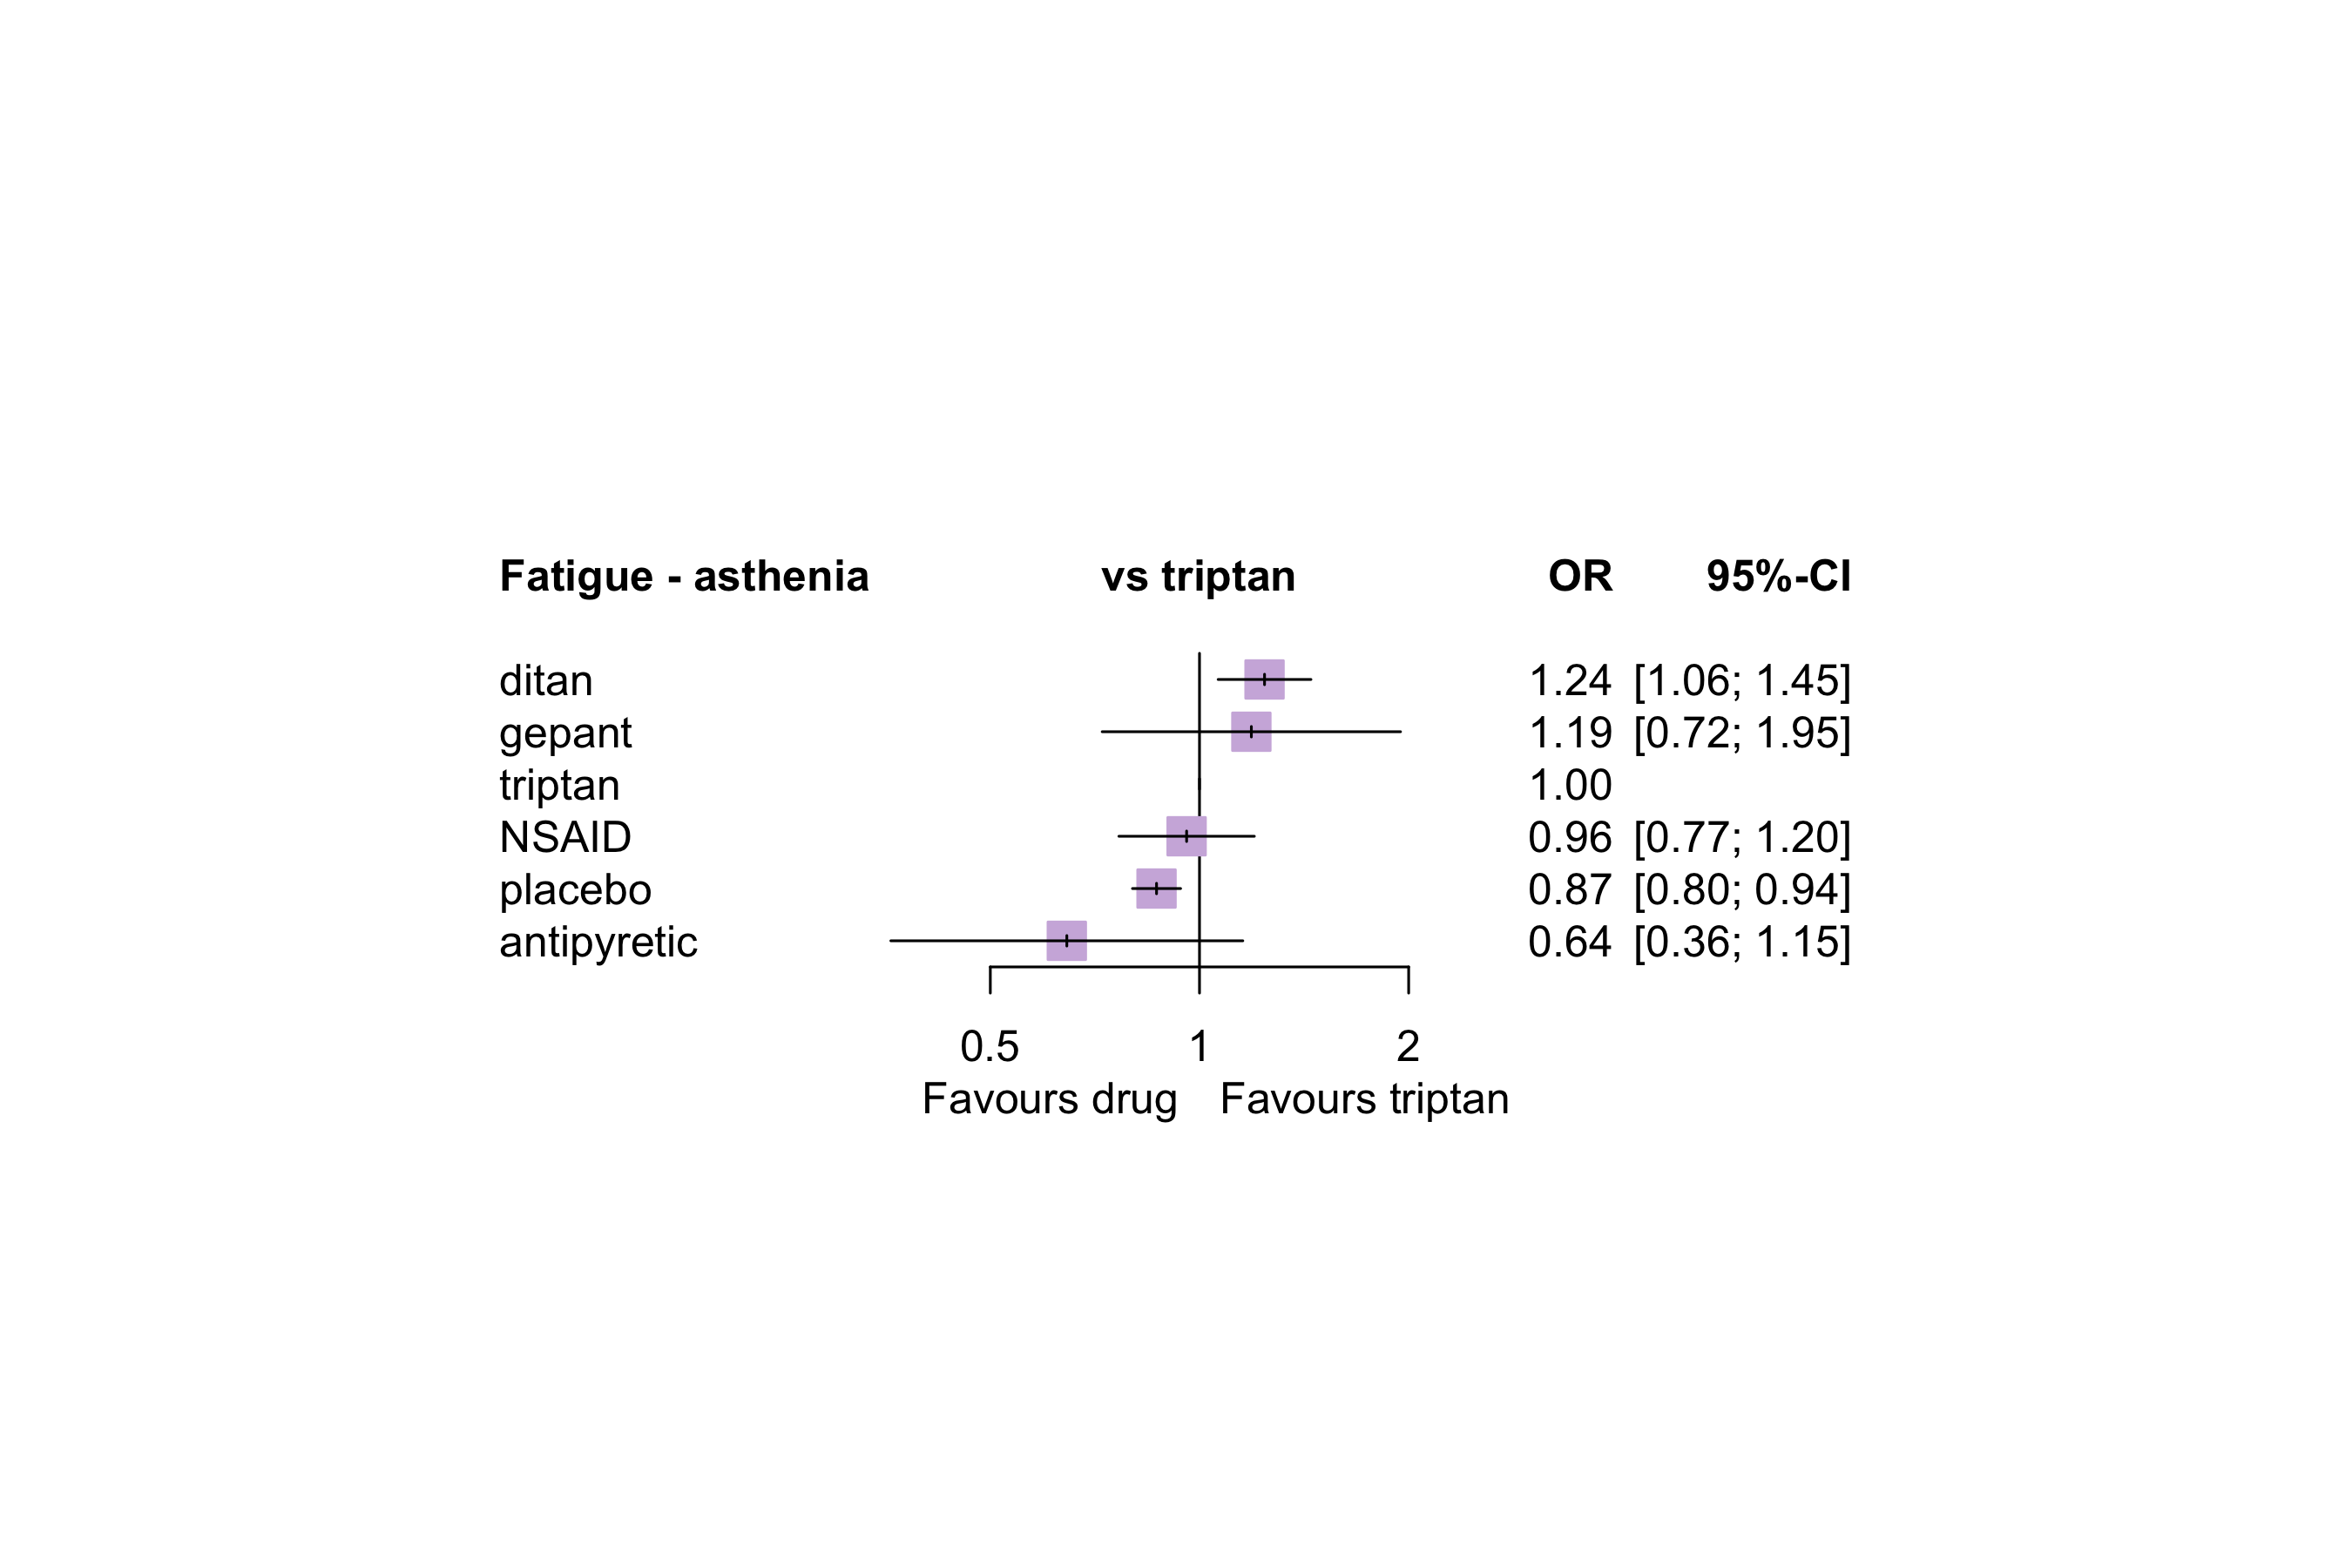 Fatigue - asthenia vs triptan OR 95%-CI
ditan 1.24 [1.06; 1.45]
gepant 1.19 [0.72; 1.95]
triptan 1.00
NSAID 0.96 [0.77; 1.20]
placebo 0.87 [0.80; 0.94]
antipyretic 0.64 [0.36; 1.15]
0.5 1 2
Favours drug Favours triptan